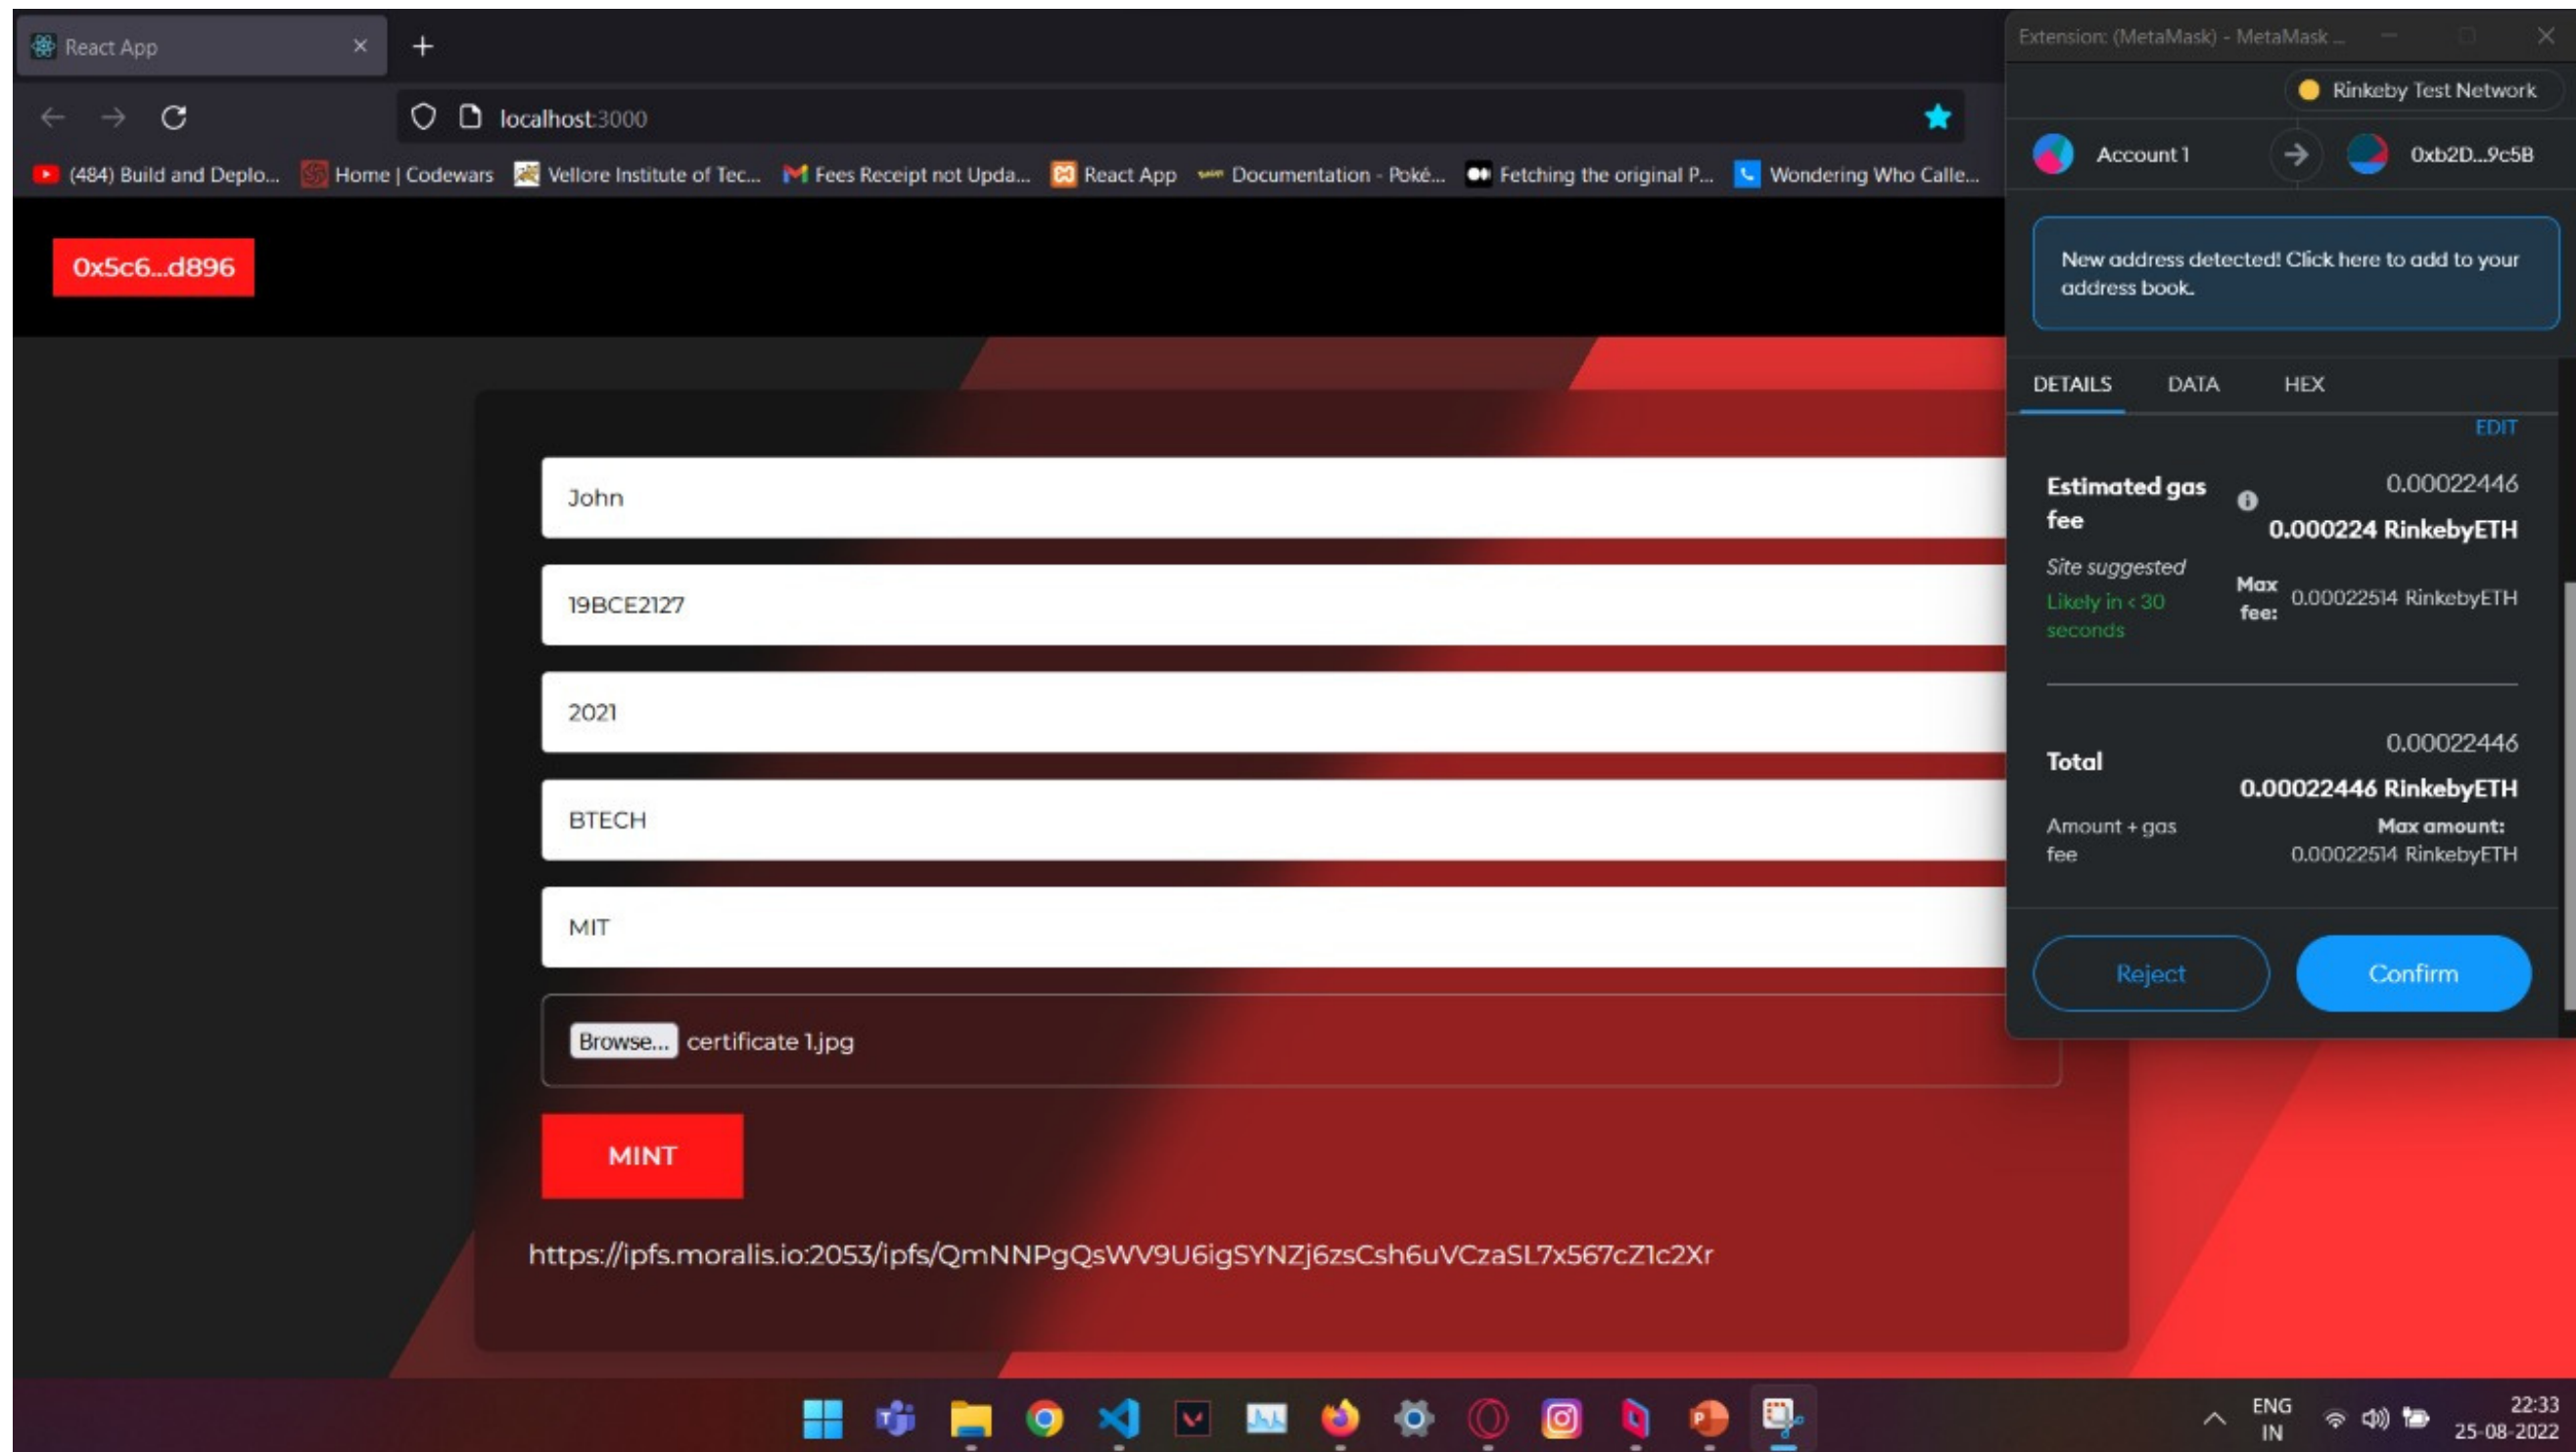 React App
Extension: (MetaMask) - MetaMask ...
localhost:3000
Rinkeby Test Network
(484) Build and Deplo... Home | Codewars Vellore Institute of Tec... Fees Receipt not Upda... React App Documentation - Poké... Fetching the original P... Wondering Who Calle...
Account 1 0xb2D...9c5B
0x5c6...d896
New address detected! Click here to add to your
address book.
DETAILS DATA HEX
EDIT
Estimated gas
fee
0.00022446
0.000224 RinkebyETH
Site suggested
Likely in < 30
seconds
Max
fee: 0.00022514 RinkebyETH
Total
0.00022446
0.00022446 RinkebyETH
Amount + gas
fee
Max amount:
0.00022514 RinkebyETH
Reject Confirm
John
19BCE2127
2021
BTECH
MIT
Browse... certificate 1.jpg
MINT
https://ipfs.moralis.io:2053/ipfs/QmNNPgQsWV9U6igSYNZj6zsCsh6uVCzaSL7x567cZ1c2Xr
ENG
IN
22:33
25-08-2022